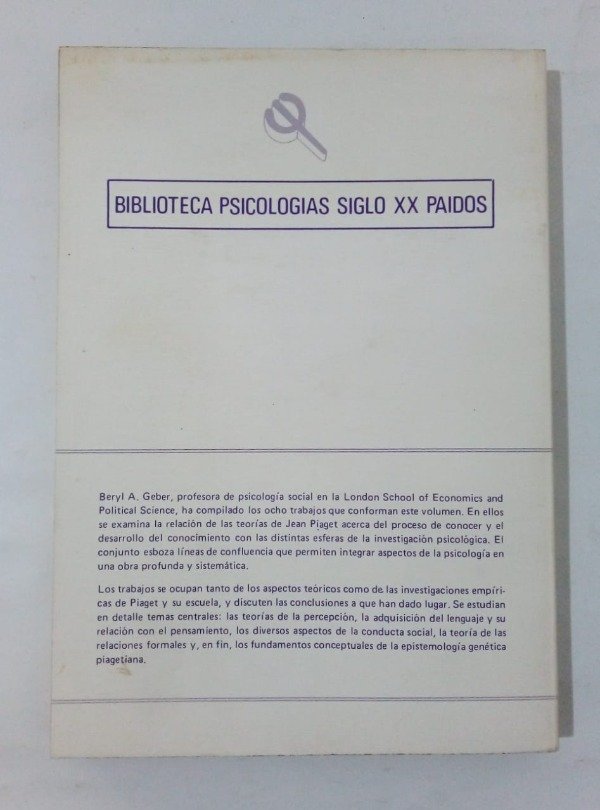 BIBLIOTECA PSICOLOGIAS SIGLO XX PAIDOS
Beryl A. Geber, profesora de psicología social en la London School of Economics and
Political Science, ha compilado los ocho trabajos que conforman este volumen. En ellos
se examina la relación de las teorías de Jean Piaget acerca del proceso de conocer y el
desarrollo del conocimiento con las distintas esferas de la investigación psicológica. El
conjunto esboza líneas de confluencia que permiten integrar aspectos de la psicología en
una obra profunda y sistemática.
Los trabajos se ocupan tanto de los aspectos teóricos como de las investigaciones empíri-
cas de Piaget y su escuela, y discuten las conclusiones a que han dado lugar. Se estudian
en detalle temas centrales: las teorías de la percepción, la adquisición del lenguaje y su
relación con el pensamiento, los diversos aspectos de la conducta social, la teoría de las
relaciones formales y, en fin, los fundamentos conceptuales de la epistemología genética
piagetiana.